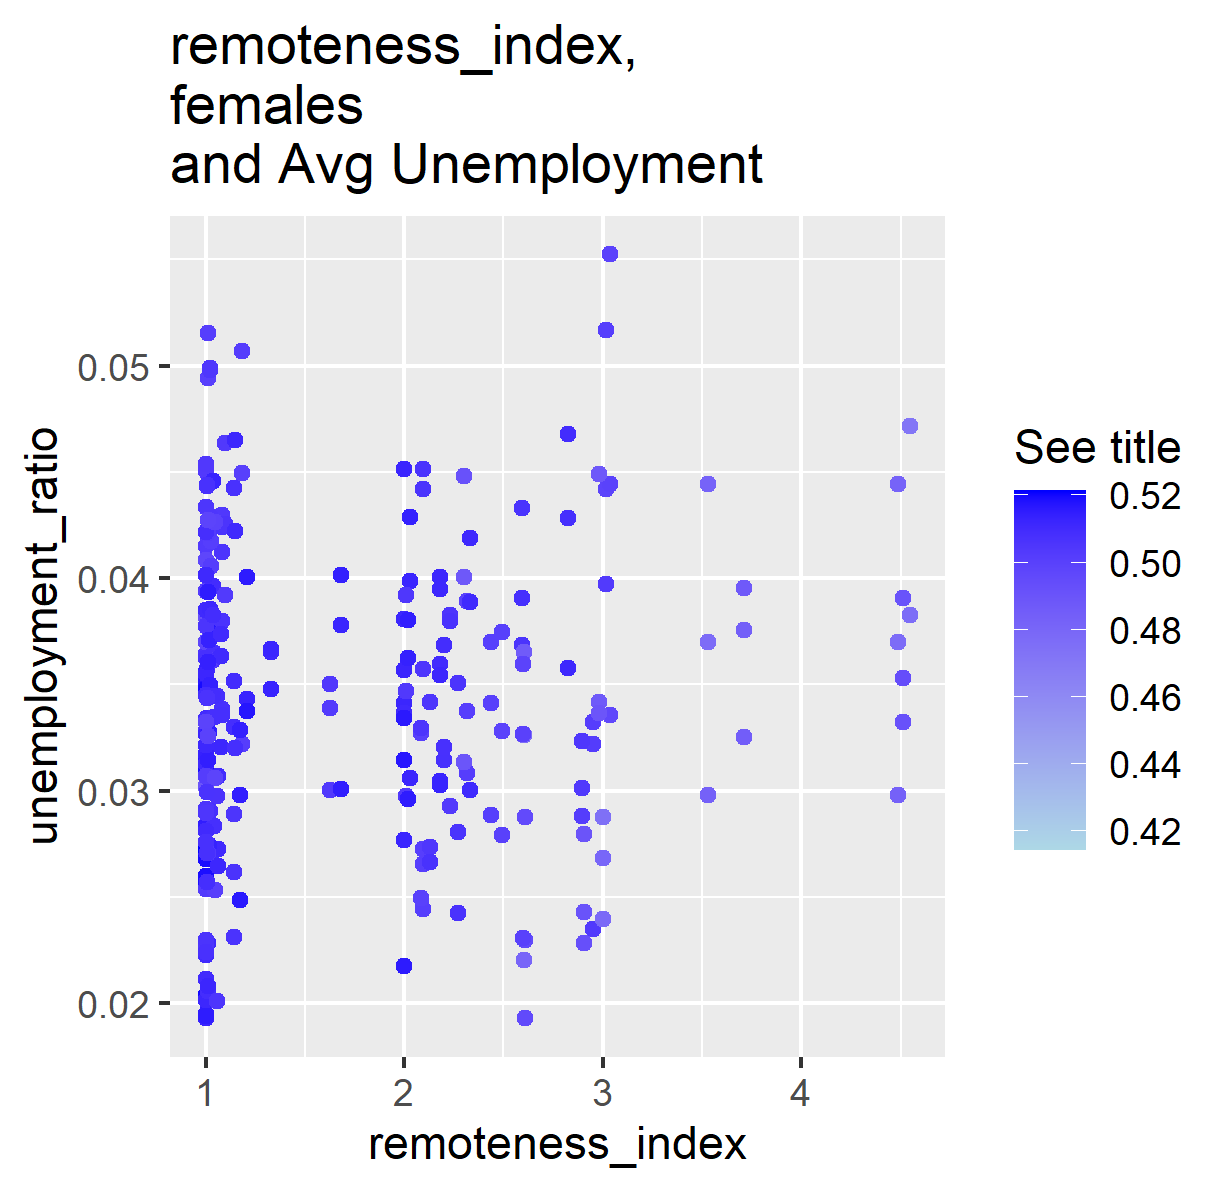 remoteness_index,
females
and Avg Unemployment
unemployment_ratio
0.05
0.04
0.03
0.02
1 2 3 4
remoteness_index
See title
0.52
0.50
0.48
0.46
0.44
0.42